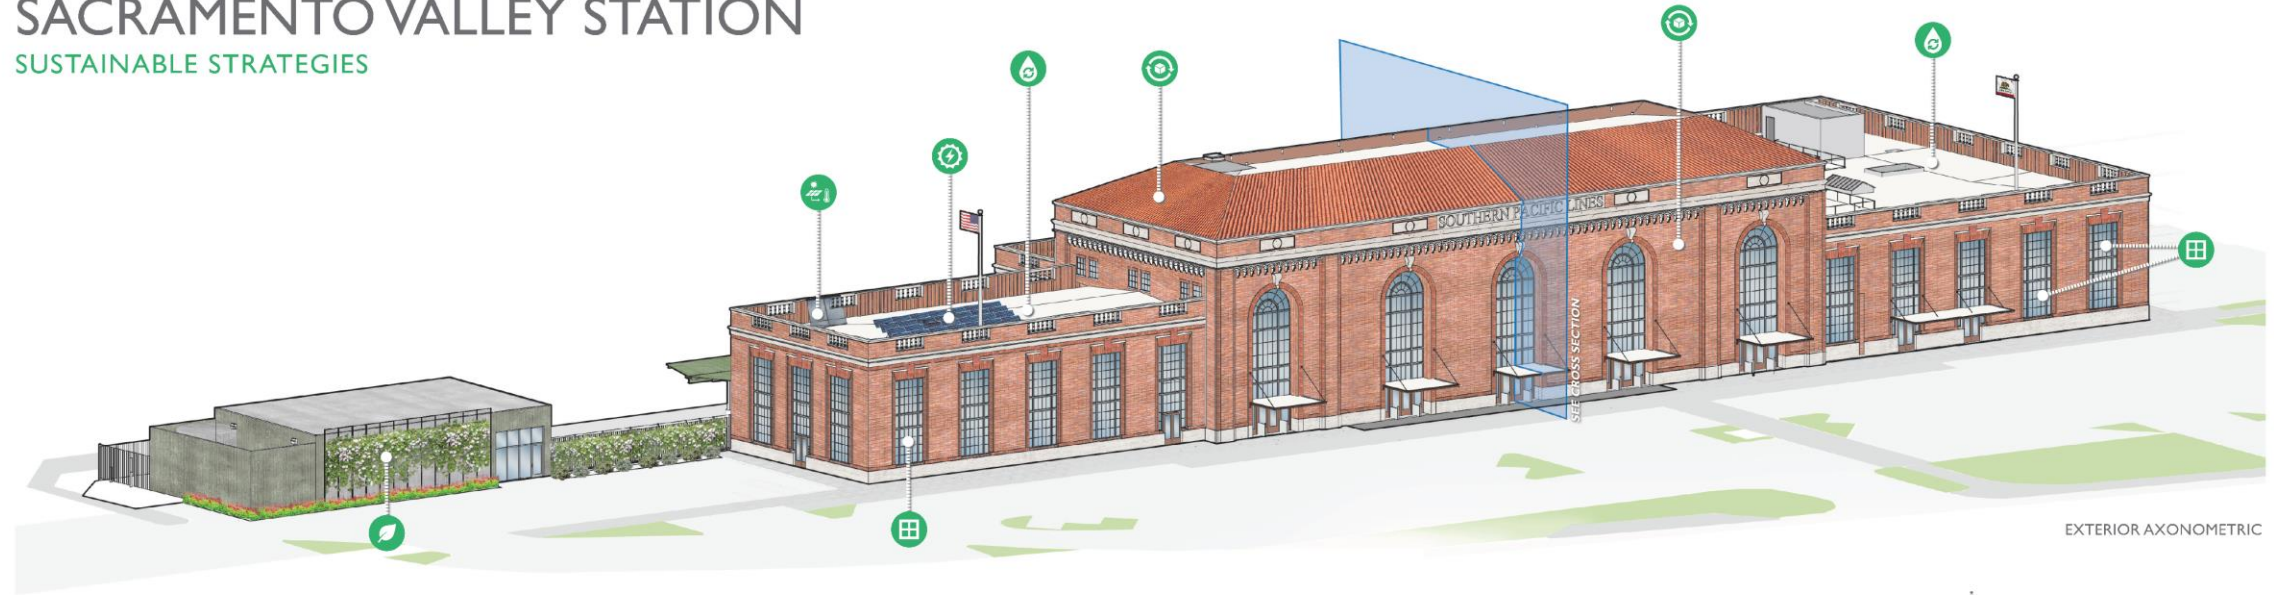 SACRAMENTO VALLEY STATION
SUSTAINABLE STRATEGIES
SOUTHERN PACIFIC LINES
SEE CROSS SECTION
EXTERIOR AXONOMETRIC